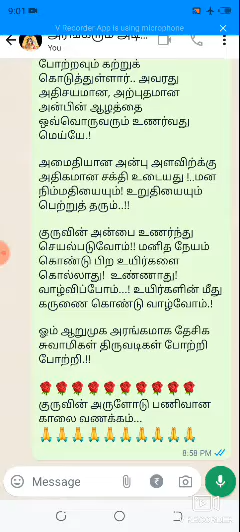 9:01
V Recorder App is using microphone
அரங்கரும் அடி...
You
போற்றவும் கற்றுக்
கொடுத்துள்ளார்.. அவரது
அதிசயமான, அற்புதமான
அன்பின் ஆழத்தை
ஒவ்வொருவரும் உணர்வது
மெய்யே.!
அமைதியான அன்பு அளவிற்க்கு
அதிகமான சக்தி உடையது !..மன
நிம்மதியையும்! உறுதியையும்
பெற்றுத் தரும்..!!
குருவின் அன்பை உணர்ந்து
செயல்படுவோம்!! மனித நேயம்
கொண்டு பிற உயிர்களை
கொல்லாது! உண்ணாது!
வாழ்விப்போம்...! உயிர்களின் மீது
கருணை கொண்டு வாழ்வோம்.!
ஓம் ஆறுமுக அரங்கமாக தேசிக
சுவாமிகள் திருவடிகள் போற்றி
போற்றி.!!
🌹🌹🌹🌹🌹🌹🌹🌹🌹🌹
குருவின் அருளோடு பணிவான
காலை வணக்கம்...
🙏🙏🙏🙏🙏🙏🙏🙏🙏🙏
8:58 PM
Message